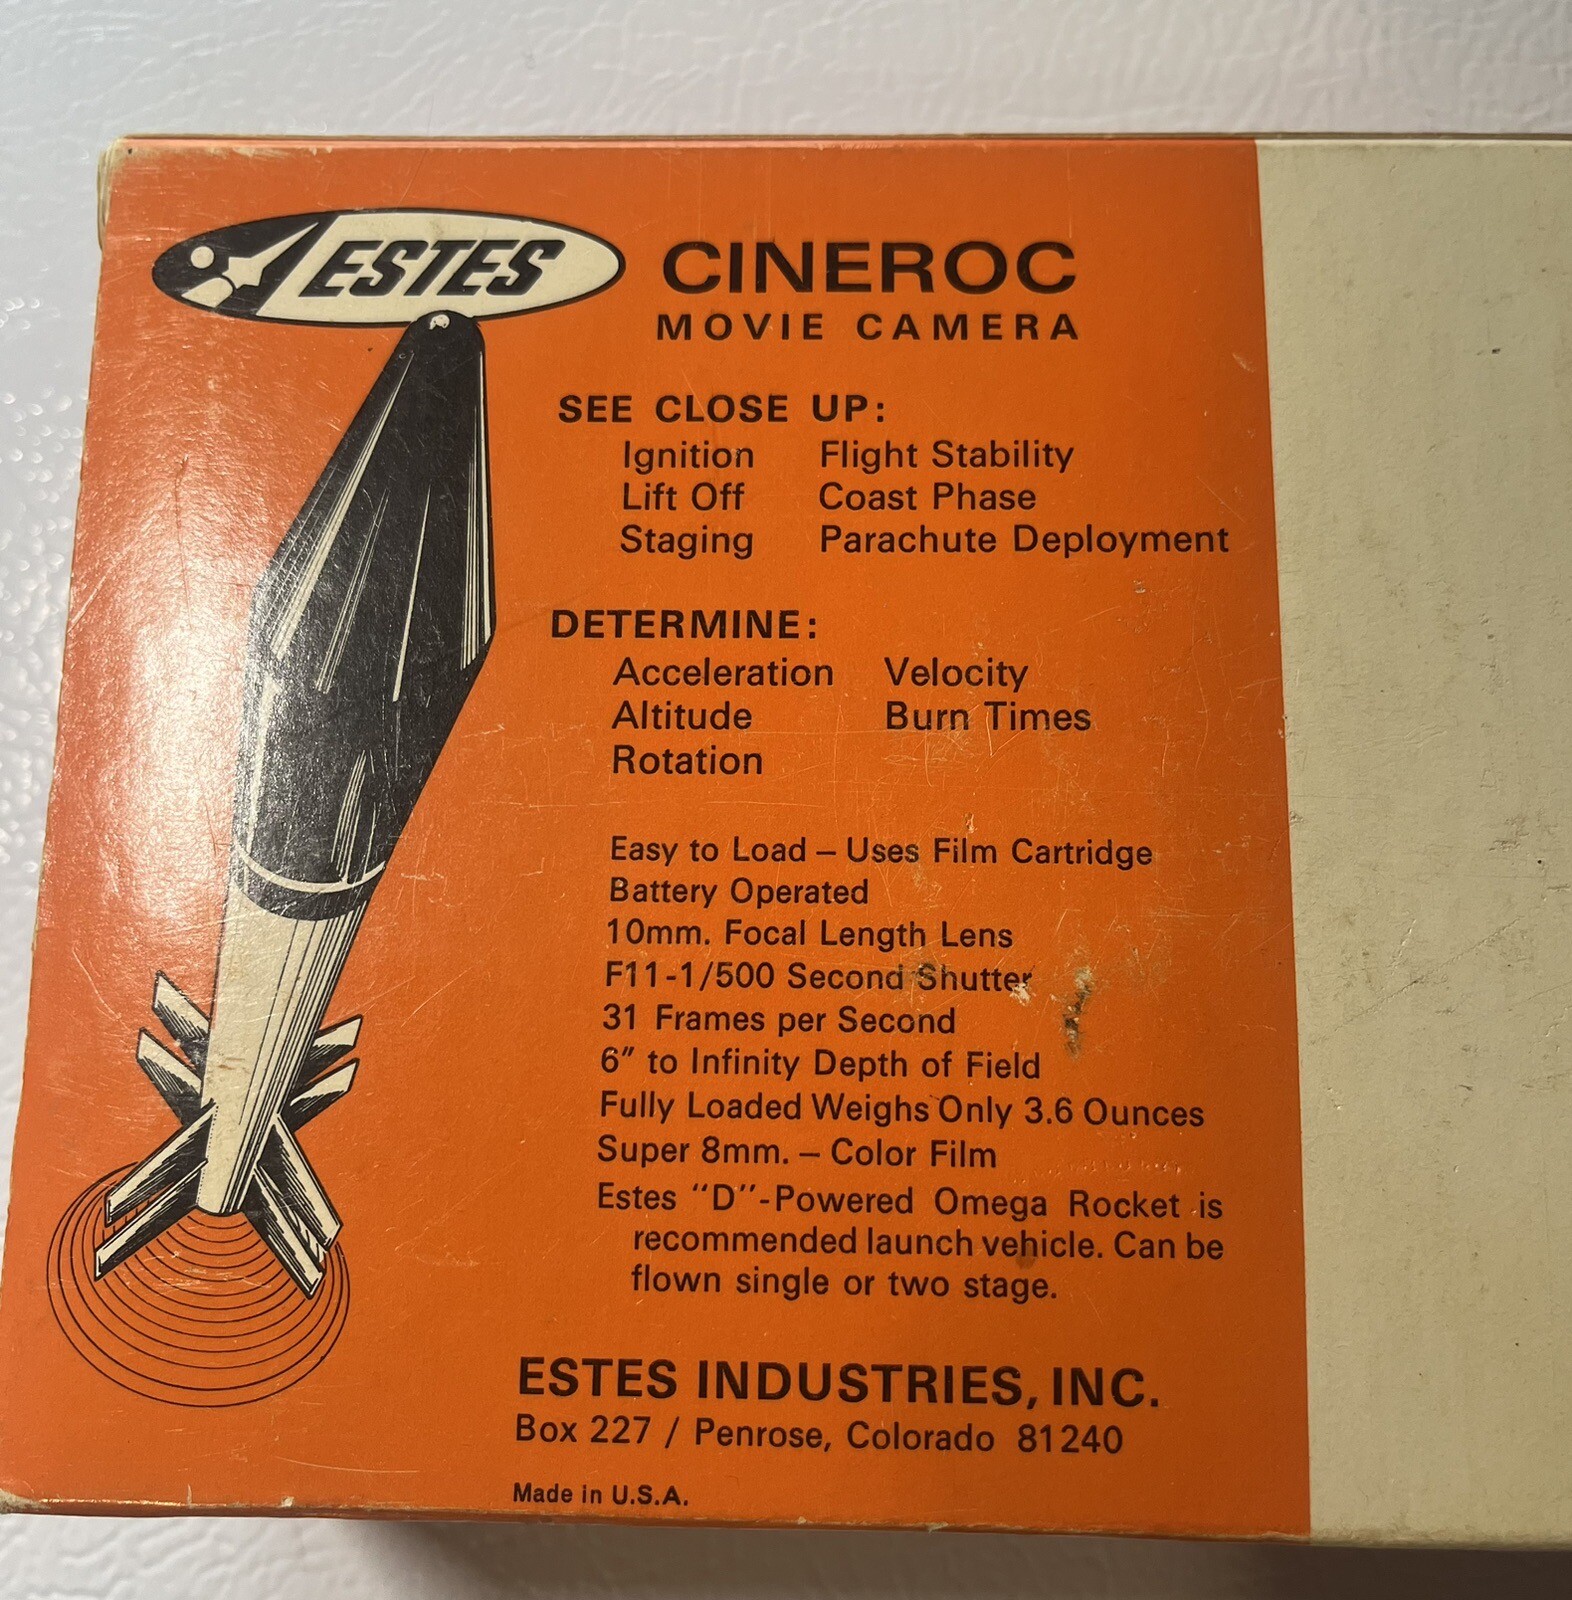 ESTES
CINEROC
MOVIE CAMERA
SEE CLOSE UP:
Ignition Flight Stability
Lift Off Coast Phase
Staging Parachute Deployment
DETERMINE:
Acceleration Velocity
Altitude Burn Times
Rotation
Easy to Load – Uses Film Cartridge
Battery Operated
10mm. Focal Length Lens
F11-1/500 Second Shutter
31 Frames per Second
6" to Infinity Depth of Field
Fully Loaded Weighs Only 3.6 Ounces
Super 8mm. – Color Film
Estes "D"-Powered Omega Rocket is
recommended launch vehicle. Can be
flown single or two stage.
ESTES INDUSTRIES, INC.
Box 227 / Penrose, Colorado 81240
Made in U.S.A.